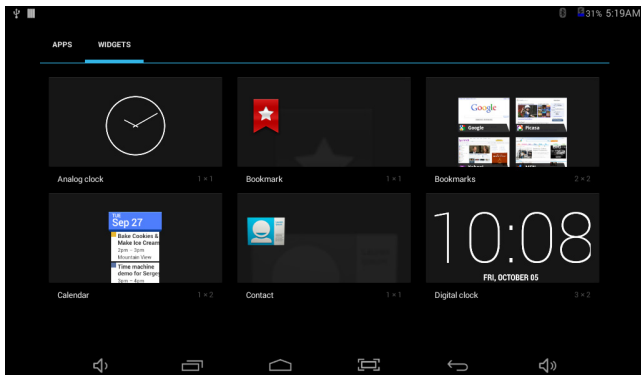 31% 5:19AM
APPS WIDGETS
Google
Google Picasa
Analog clock 1 × 1
Bookmark 1 × 1
Bookmarks 2 × 2
TUE
Sep 27
Bake Cookies &
Make Ice Cream
2pm – 3pm
Mountain View
Time machine
demo for Sergey
3pm – 4pm
10:08
FRI, OCTOBER 05
Calendar 1 × 2
Contact 1 × 1
Digital clock 3 × 2